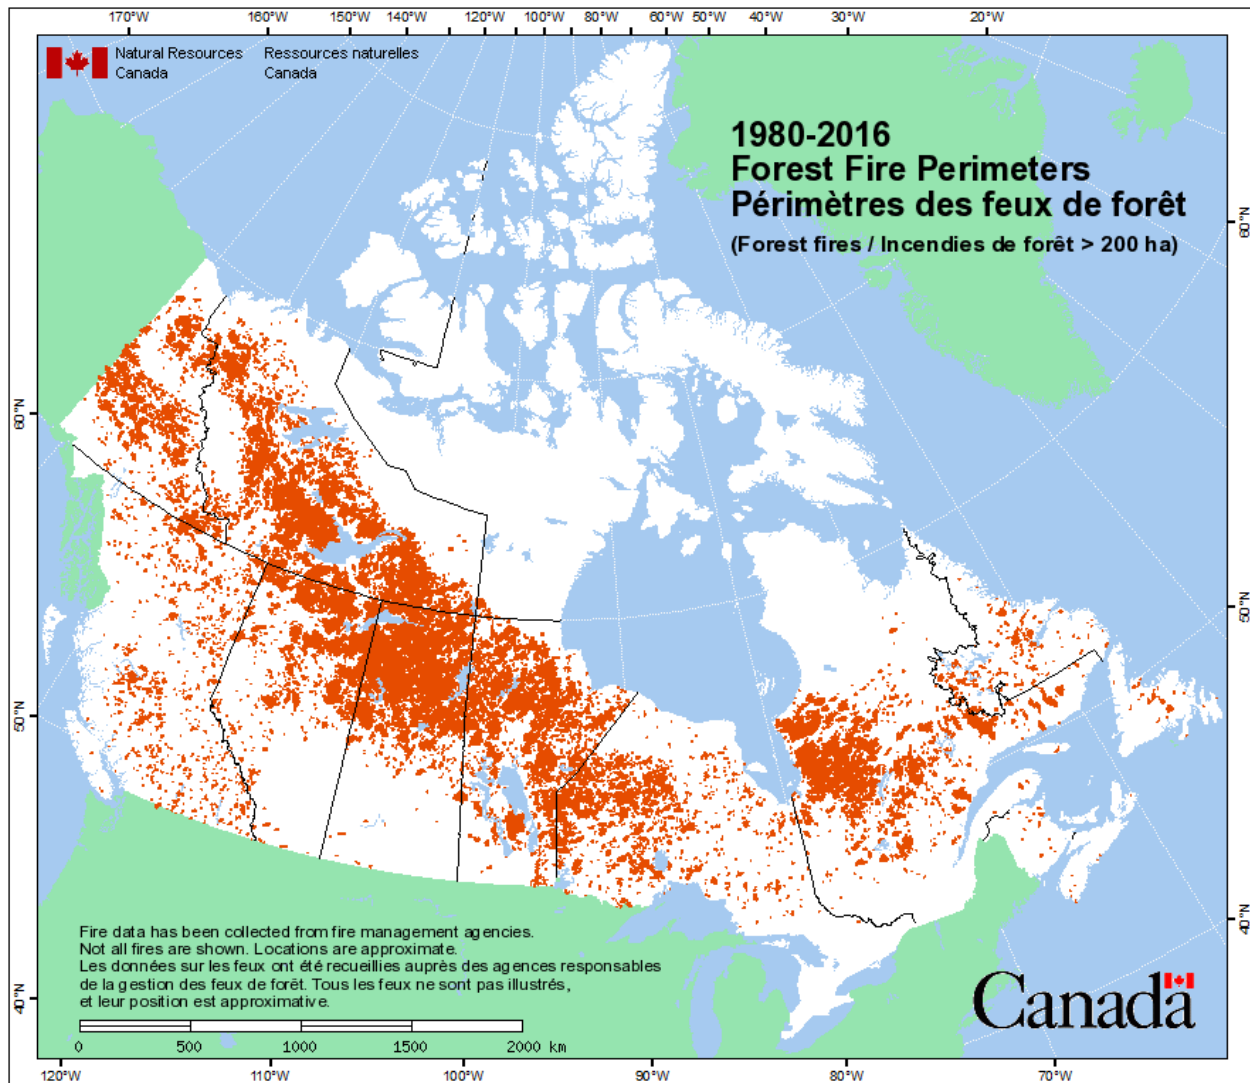 170°W 160°W 150°W 140°W 120°W 100°W 80°W 60°W 50°W 40°W 30°W 20°W
Natural Resources Ressources naturelles
Canada Canada
1980-2016
Forest Fire Perimeters
Périmètres des feux de forêt
(Forest fires / Incendies de forêt > 200 ha)
60°N
60°N
50°N
50°N
40°N
40°N
Fire data has been collected from fire management agencies.
Not all fires are shown. Locations are approximate.
Les données sur les feux ont été recueillies auprès des agences responsables
de la gestion des feux de forêt. Tous les feux ne sont pas illustrés,
et leur position est approximative.
Canada
0 500 1000 1500 2000 km
120°W 110°W 100°W 90°W 80°W 70°W